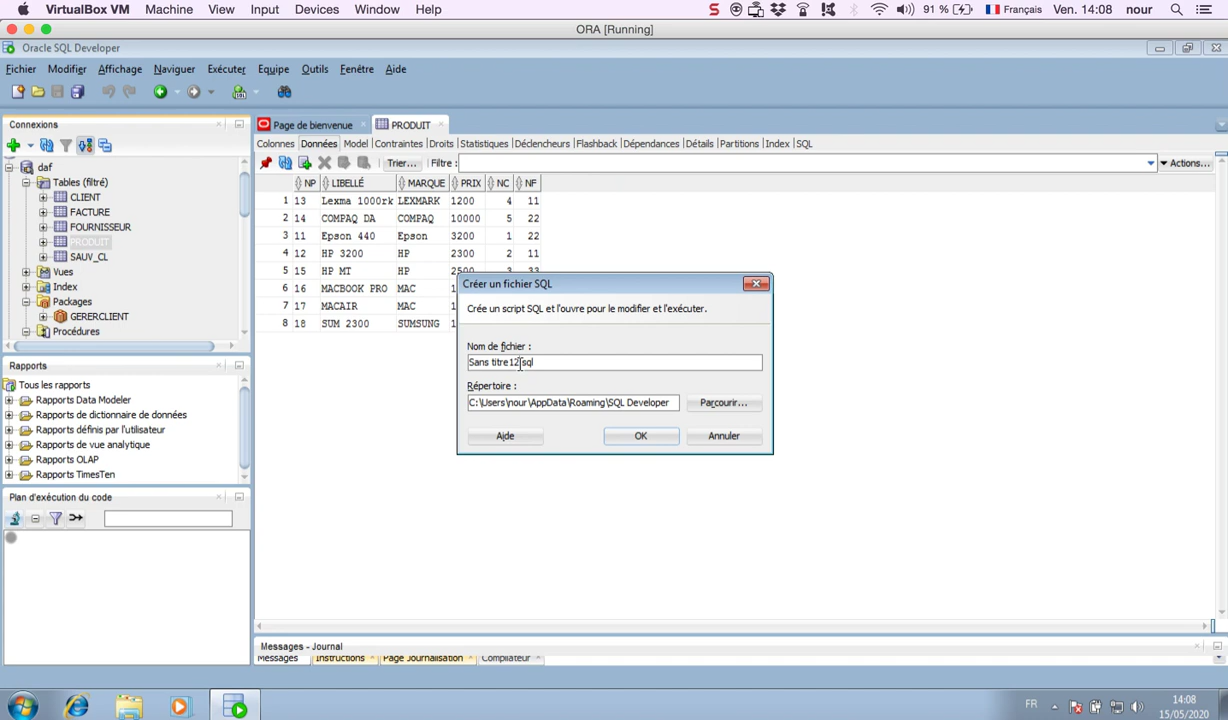 VirtualBox VM Machine View Input Devices Window Help 91 % Français Ven. 14:08 nour
ORA [Running]
Oracle SQL Developer
Fichier Modifier Affichage Naviguer Exécuter Equipe Outils Fenêtre Aide
Connexions
daf
Tables (filtré)
CLIENT
FACTURE
FOURNISSEUR
PRODUIT
SAUV_CL
Vues
Index
Packages
GERERCLIENT
Procédures
Rapports
Tous les rapports
Rapports Data Modeler
Rapports de dictionnaire de données
Rapports définis par l'utilisateur
Rapports de vue analytique
Rapports OLAP
Rapports TimesTen
Plan d'exécution du code
Page de bienvenue PRODUIT
Colonnes Données Model Contraintes Droits Statistiques Déclencheurs Flashback Dépendances Détails Partitions Index SQL
Trier... Filtre : Actions...
NP LIBELLÉ MARQUE PRIX NC NF
1 13 Lexma 1000rk LEXMARK 1200 4 11
2 14 COMPAQ DA COMPAQ 10000 5 22
3 11 Epson 440 Epson 3200 1 22
4 12 HP 3200 HP 2300 2 11
5 15 HP MT HP 2500 3 33
6 16 MACBOOK PRO MAC
7 17 MACAIR MAC
8 18 SUM 2300 SUMSUNG
Créer un fichier SQL
Crée un script SQL et l'ouvre pour le modifier et l'exécuter.
Nom de fichier :
Sans titre12.sql
Répertoire :
C:\Users\nour\AppData\Roaming\SQL Developer Parcourir...
Aide OK Annuler
Messages - Journal
Messages Instructions Page Journalisation Compilateur
FR 14:08
15/05/2020